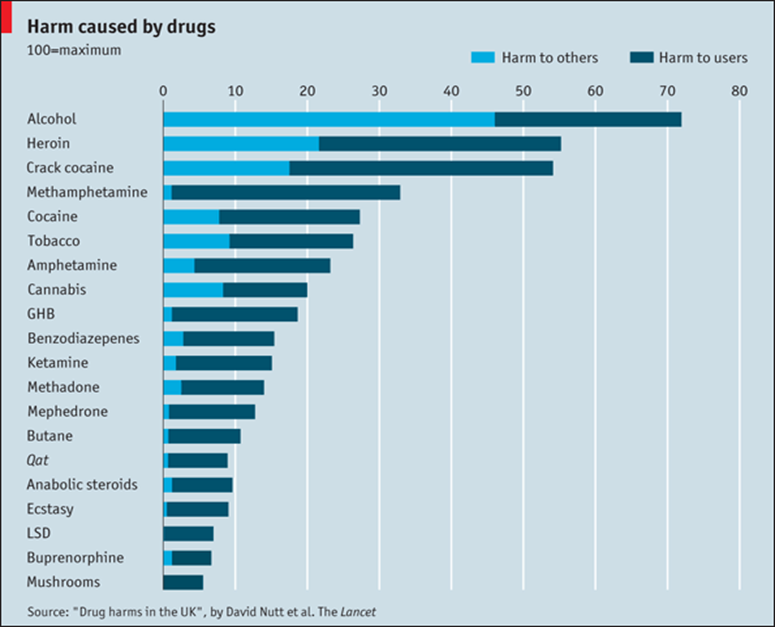 Harm caused by drugs
100=maximum
Harm to others Harm to users
0 10 20 30 40 50 60 70 80
Alcohol
Heroin
Crack cocaine
Methamphetamine
Cocaine
Tobacco
Amphetamine
Cannabis
GHB
Benzodiazepenes
Ketamine
Methadone
Mephedrone
Butane
Qat
Anabolic steroids
Ecstasy
LSD
Buprenorphine
Mushrooms
Source: "Drug harms in the UK", by David Nutt et al. The Lancet